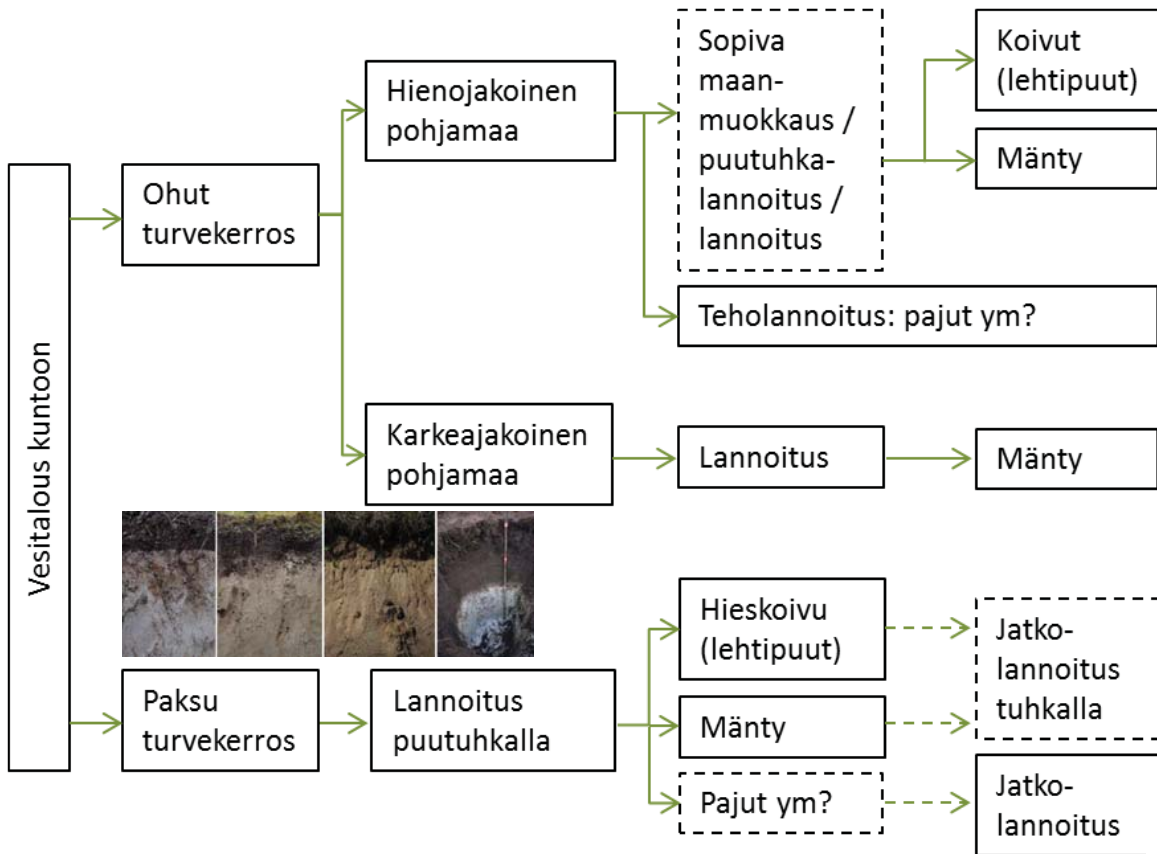 Vesitalous kuntoon
Ohut
turvekerros
Hienojakoinen
pohjamaa
Sopiva
maan-
muokkaus /
puutuhka-
lannoitus /
lannoitus
Koivut
(lehtipuut)
Mänty
Teholannoitus: pajut ym?
Karkeajakoinen
pohjamaa
Lannoitus
Mänty
Paksu
turvekerros
Lannoitus
puutuhkalla
Hieskoivu
(lehtipuut)
Mänty
Pajut ym?
Jatko-
lannoitus
tuhkalla
Jatko-
lannoitus